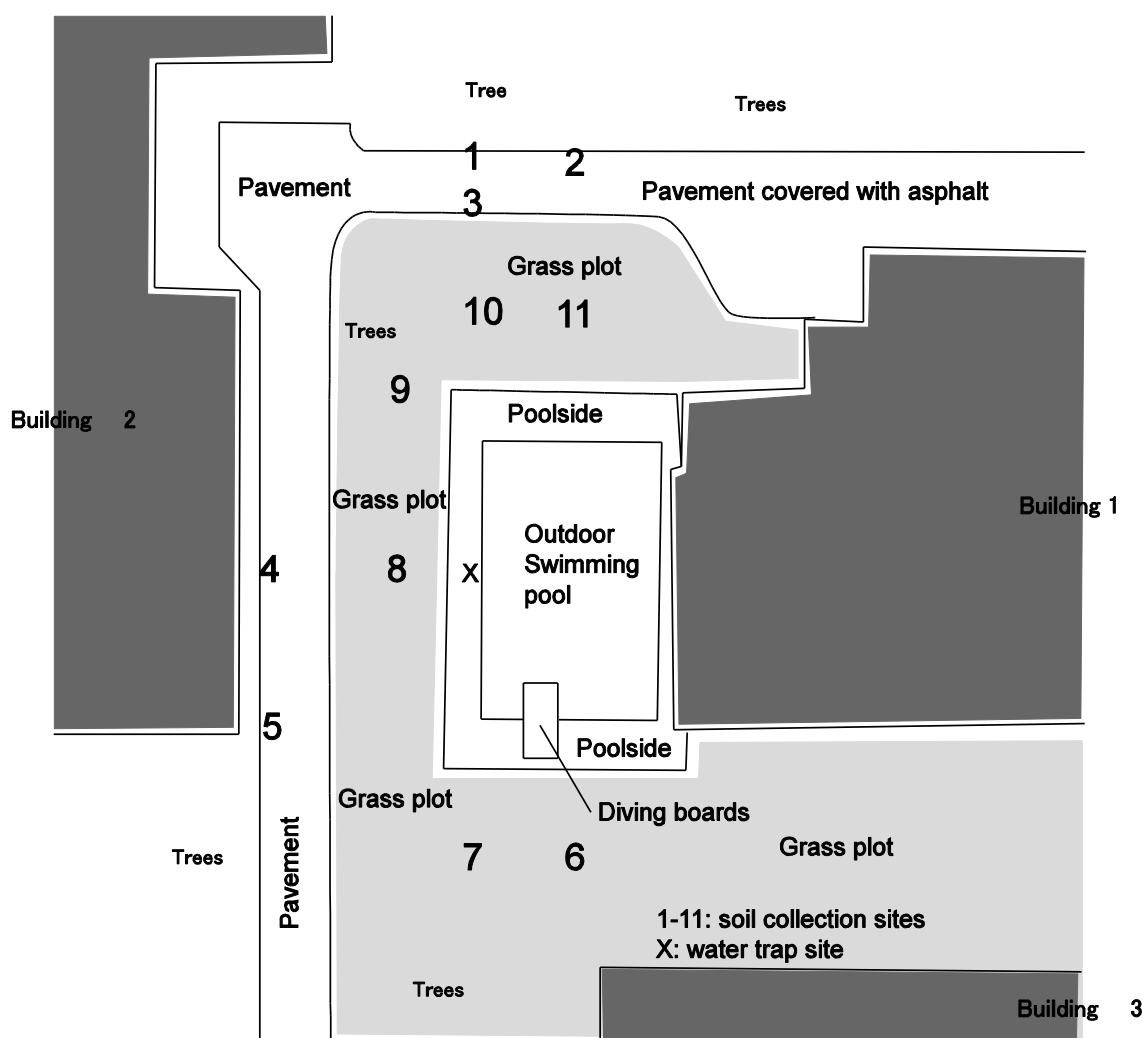 Tree
Trees
1
2
Pavement
Pavement covered with asphalt
3
Grass plot
10
11
Trees
9
Building 2
Poolside
Grass plot
Building 1
Outdoor
Swimming
pool
4
8
X
5
Poolside
Grass plot
Diving boards
Trees
Pavement
7
6
Grass plot
1-11: soil collection sites
X: water trap site
Trees
Building 3